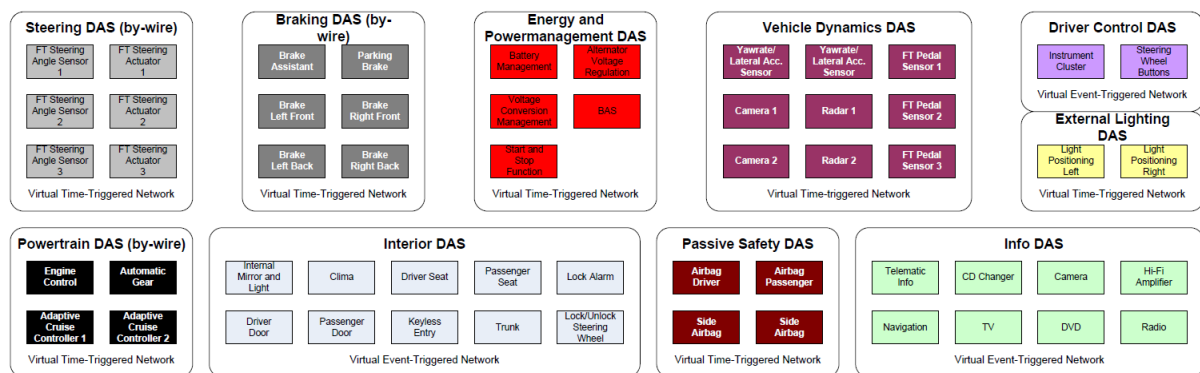 Steering DAS (by-wire)
FT Steering
Angle Sensor
1
FT Steering
Actuator
1
FT Steering
Angle Sensor
2
FT Steering
Actuator
2
FT Steering
Angle Sensor
3
FT Steering
Actuator
3
Virtual Time-Triggered Network
Braking DAS (by-
wire)
Brake
Assistant
Parking
Brake
Brake
Left Front
Brake
Right Front
Brake
Left Back
Brake
Right Back
Virtual Time-Triggered Network
Energy and
Powermanagement DAS
Battery
Management
Alternator
Voltage
Regulation
Voltage
Conversion
Management
BAS
Start and
Stop
Function
Virtual Time-Triggered Network
Vehicle Dynamics DAS
Yawrate/
Lateral Acc.
Sensor
Yawrate/
Lateral Acc.
Sensor
FT Pedal
Sensor 1
Camera 1
Radar 1
FT Pedal
Sensor 2
Camera 2
Radar 2
FT Pedal
Sensor 3
Virtual Time-triggered Network
Driver Control DAS
Instrument
Cluster
Steering
Wheel
Buttons
Virtual Event-Triggered Network
External Lighting
DAS
Light
Positioning
Left
Light
Positioning
Right
Virtual Time-Triggered Network
Powertrain DAS (by-wire)
Engine
Control
Automatic
Gear
Adaptive
Cruise
Controller 1
Adaptive
Cruise
Controller 2
Virtual Time-Triggered Network
Interior DAS
Internal
Mirror and
Light
Clima
Driver Seat
Passenger
Seat
Lock Alarm
Driver
Door
Passenger
Door
Keyless
Entry
Trunk
Lock/Unlock
Steering
Wheel
Virtual Event-Triggered Network
Passive Safety DAS
Airbag
Driver
Airbag
Passenger
Side
Airbag
Side
Airbag
Virtual Time-Triggered Network
Info DAS
Telematic
Info
CD Changer
Camera
Hi-Fi
Amplifier
Navigation
TV
DVD
Radio
Virtual Event-Triggered Network